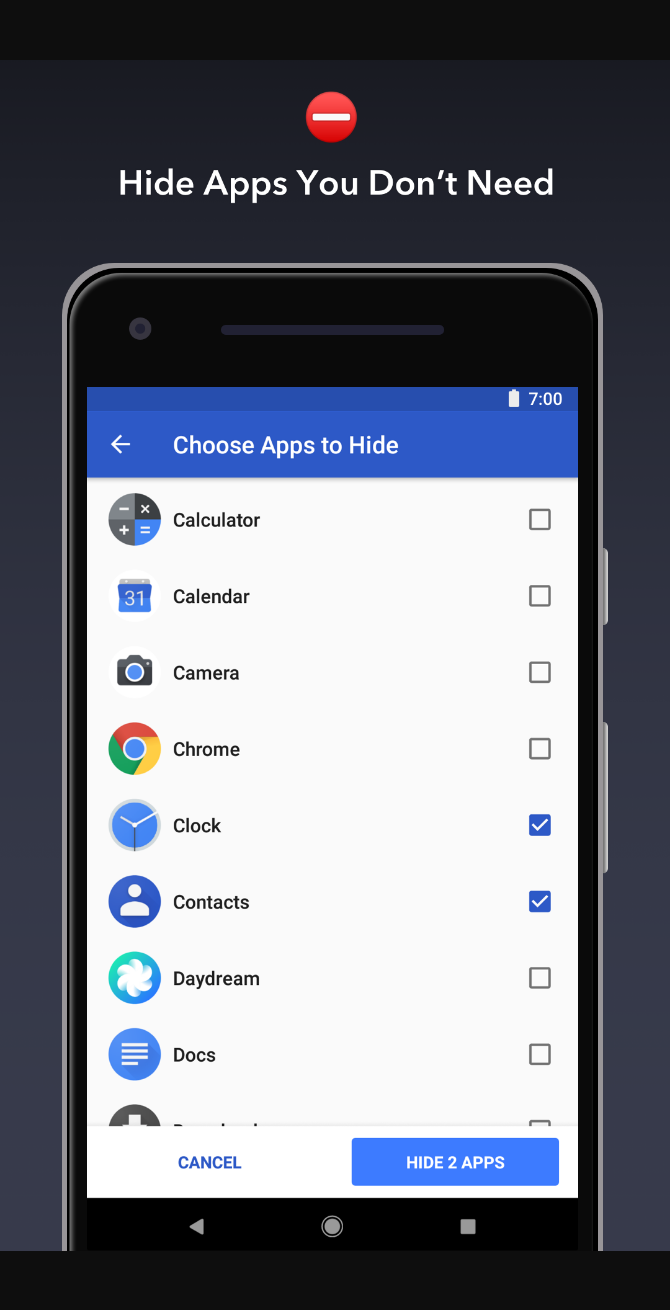 Hide Apps You Don’t Need
7:00
Choose Apps to Hide
Calculator
31
Calendar
Camera
Chrome
Clock
Contacts
Daydream
Docs
CANCEL
HIDE 2 APPS